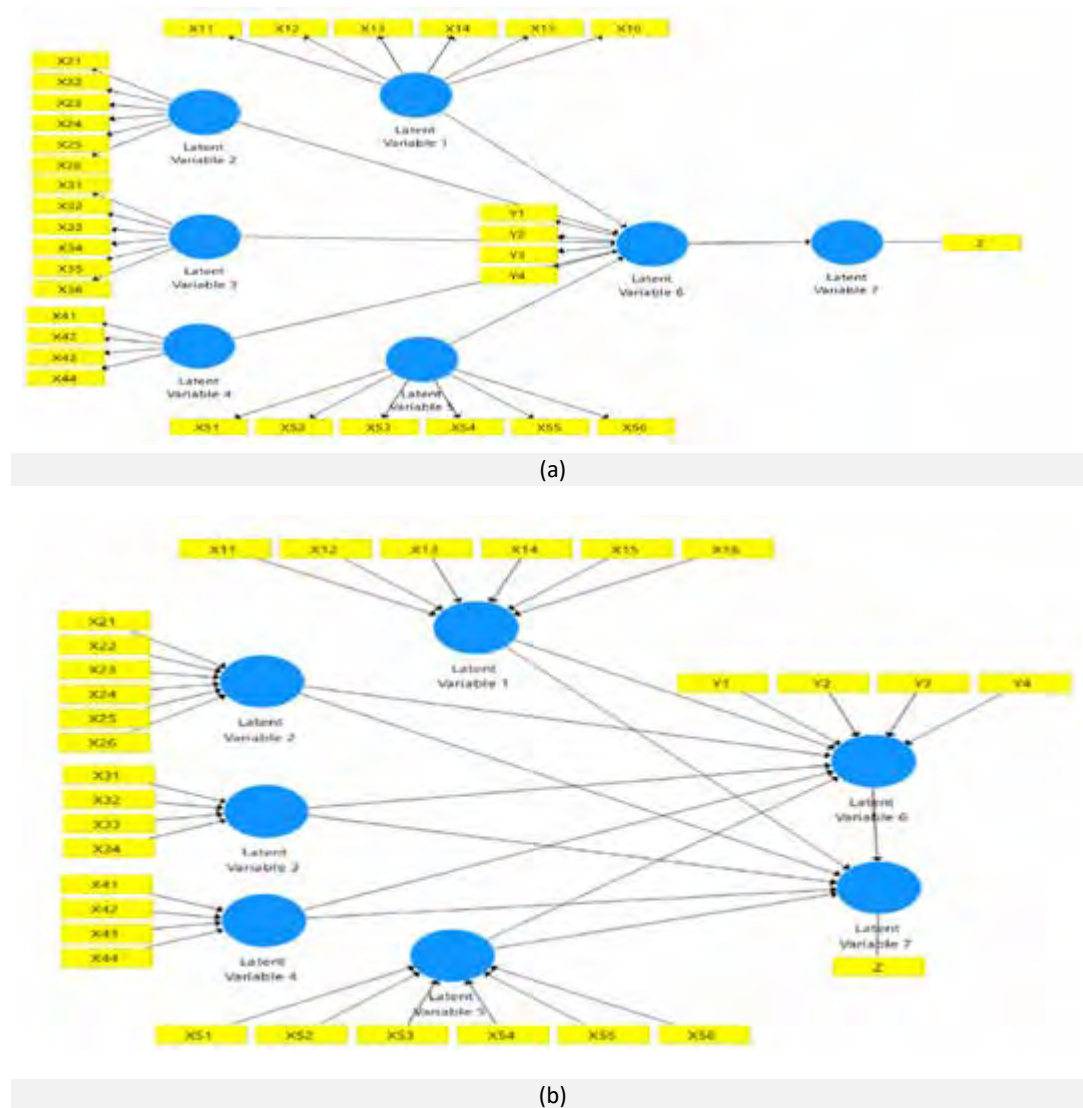 X11 X12 X13 X14 X15 X16
X21
X22
X23
X24
X25
X26
Latent
Variable 2
Latent
Variable 1
X31
X32
X33
X34
X35
X36
Latent
Variable 3
Y1
Y2
Y3
Y4
Latent
Variable 6
Latent
Variable 7
Z
X41
X42
X43
X44
Latent
Variable 4
Latent
Variable 5
X51 X52 X53 X54 X55 X56
(a)
X11 X12 X13 X14 X15 X16
X21
X22
X23
X24
X25
X26
Latent
Variable 2
Latent
Variable 1
Y1 Y2 Y3 Y4
X31
X32
X33
X34
Latent
Variable 3
Latent
Variable 6
X41
X42
X43
X44
Latent
Variable 4
Latent
Variable 5
Latent
Variable 7
Z
X51 X52 X53 X54 X55 X56
(b)